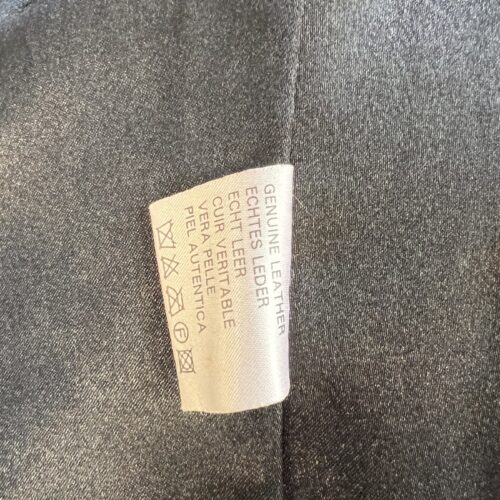 GENUINE LEATHER
ECHTES LEDER
ECHT LEER
CUIR VERITABLE
VERA PELLE
PIEL AUTENTICA
F